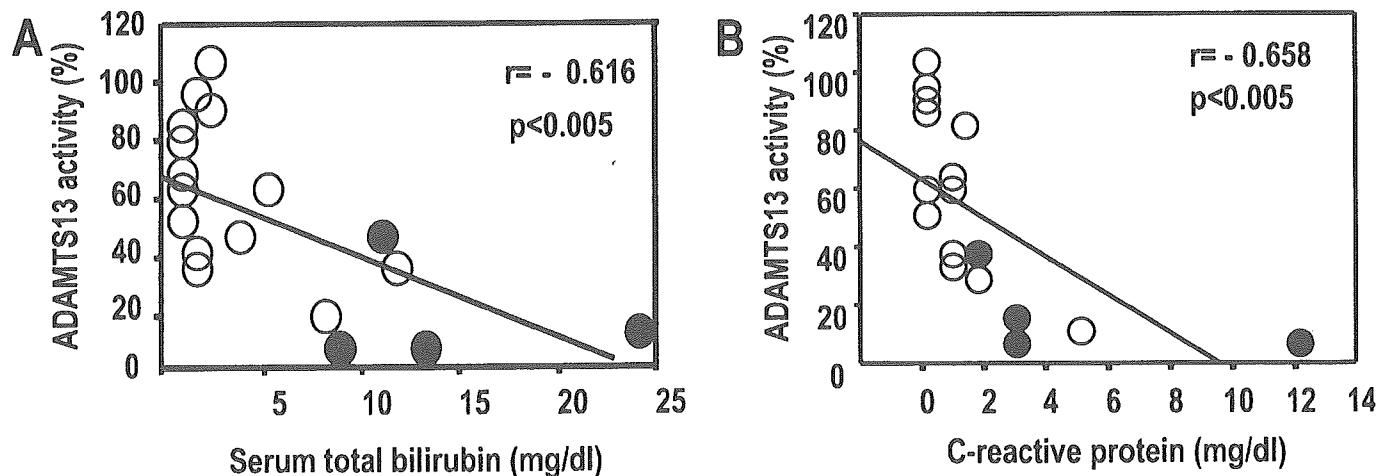 A
ADAMTS13 activity (%)
120
100
80
60
40
20
0
r= - 0.616
p<0.005
5 10 15 20 25
Serum total bilirubin (mg/dl)
B
ADAMTS13 activity (%)
120
100
80
60
40
20
0
r= - 0.658
p<0.005
0 2 4 6 8 10 12 14
C-reactive protein (mg/dl)